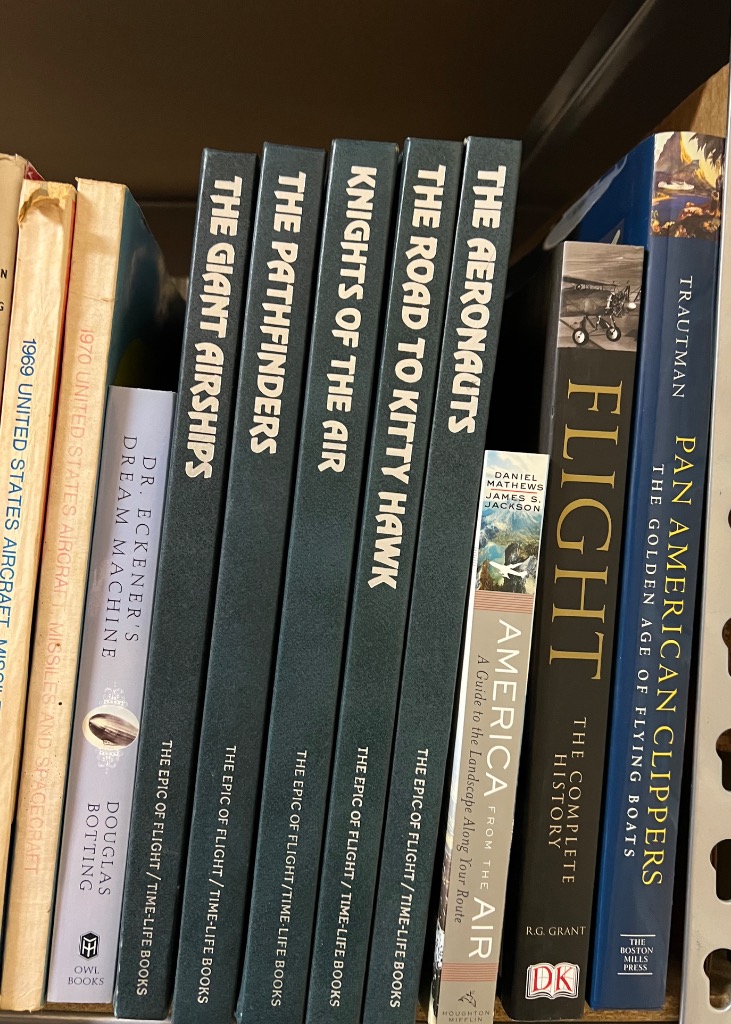 N
G
1969 UNITED STATES AIRCRAFT, MISSILE
1970 UNITED STATES AIRCRAFT, MISSILES AND SPACECRAFT
DR. ECKENER'S
DREAM MACHINE
DOUGLAS
BOTTING
OWL
BOOKS
THE GIANT AIRSHIPS
THE EPIC OF FLIGHT / TIME-LIFE BOOKS
THE PATHFINDERS
THE EPIC OF FLIGHT / TIME-LIFE BOOKS
KNIGHTS OF THE AIR
THE EPIC OF FLIGHT/TIME-LIFE BOOKS
THE ROAD TO KITTY HAWK
THE EPIC OF FLIGHT / TIME-LIFE BOOKS
THE AERONAUTS
THE EPIC OF FLIGHT / TIME-LIFE BOOKS
DANIEL
MATHEWS
JAMES S.
JACKSON
AMERICA FROM THE AIR
A Guide to the Landscape Along Your Route
HOUGHTON
MIFFLIN
FLIGHT
THE COMPLETE
HISTORY
R.G. GRANT
DK
TRAUTMAN
PAN AMERICAN CLIPPERS
THE GOLDEN AGE OF FLYING BOATS
THE
BOSTON
MILLS
PRESS